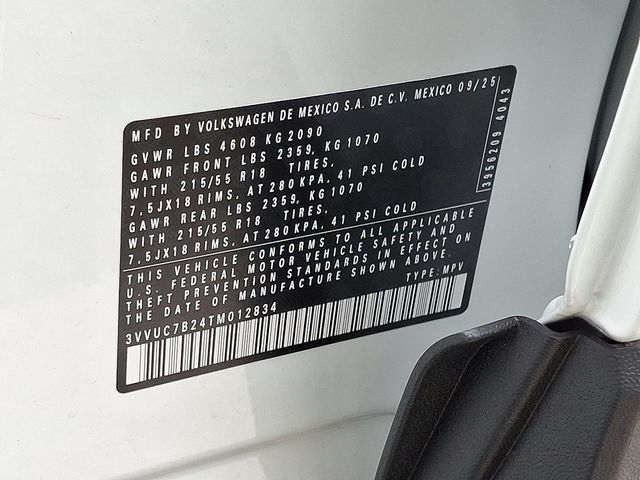 MFD BY VOLKSWAGEN DE MEXICO S.A. DE C.V. MEXICO 09/25
GVWR LBS 4608 KG 2090
GAWR FRONT LBS 2359, KG 1070
WITH 215/55 R18 TIRES,
7,5JX18 RIMS, AT 280KPA, 41 PSI COLD
GAWR REAR LBS 2359, KG 1070
WITH 215/55 R18 TIRES,
7,5JX18 RIMS, AT 280KPA, 41 PSI COLD
3956209 4043
THIS VEHICLE CONFORMS TO ALL APPLICABLE
U.S. FEDERAL MOTOR VEHICLE SAFETY AND
THEFT PREVENTION STANDARDS IN EFFECT ON
THE DATE OF MANUFACTURE SHOWN ABOVE.
3VVUC7B24TM012834 TYPE: MPV